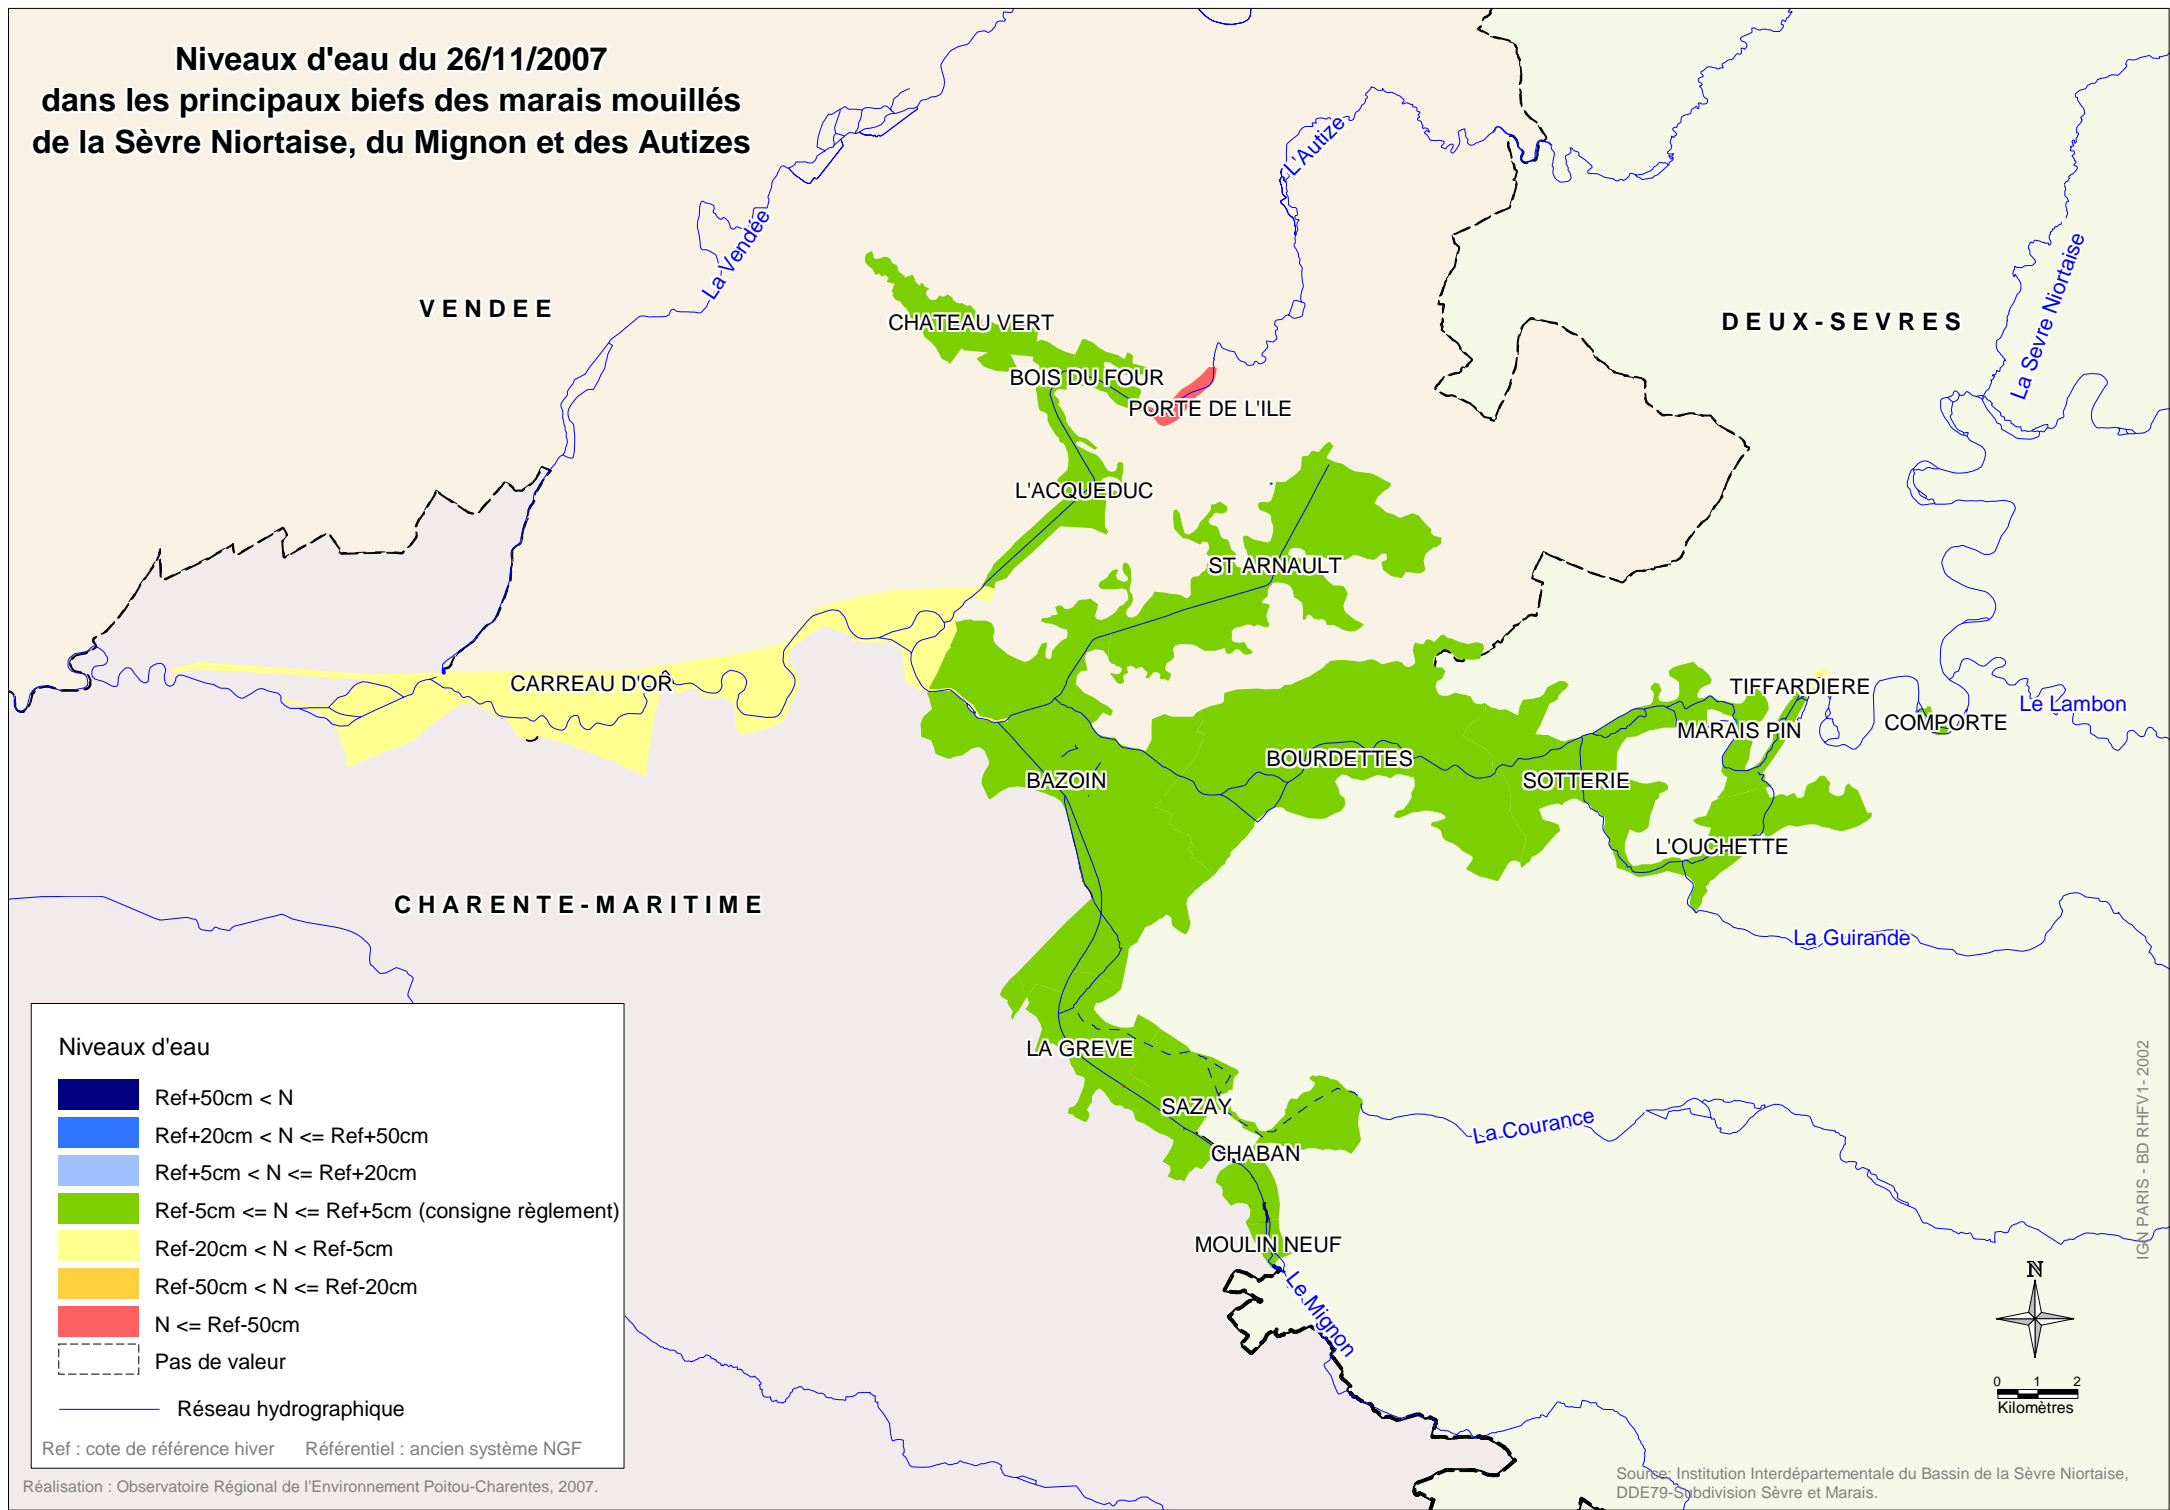 Niveaux d'eau du 26/11/2007
dans les principaux biefs des marais mouillés
de la Sèvre Niortaise, du Mignon et des Autizes
L'Autize
La Vendée
La Sevre Niortaise
VENDEE
DEUX-SEVRES
CHATEAU VERT
BOIS DU FOUR
PORTE DE L'ILE
L'ACQUEDUC
ST ARNAULT
CARREAU D'OR
TIFFARDIERE
Le Lambon
MARAIS PIN
COMPORTE
BOURDETTES
BAZOIN
SOTTERIE
L'OUCHETTE
CHARENTE-MARITIME
La Guirande
LA GREVE
SAZAY
La Courance
CHABAN
MOULIN NEUF
Le Mignon
Niveaux d'eau
Ref+50cm < N
Ref+20cm < N <= Ref+50cm
Ref+5cm < N <= Ref+20cm
Ref-5cm <= N <= Ref+5cm (consigne règlement)
Ref-20cm < N < Ref-5cm
Ref-50cm < N <= Ref-20cm
N <= Ref-50cm
Pas de valeur
Réseau hydrographique
Ref : cote de référence hiver Référentiel : ancien système NGF
Réalisation : Observatoire Régional de l'Environnement Poitou-Charentes, 2007.
IGN PARIS - BD RHFV1- 2002
N
0 1 2
Kilomètres
Source: Institution Interdépartementale du Bassin de la Sèvre Niortaise,
DDE79-Subdivision Sèvre et Marais.